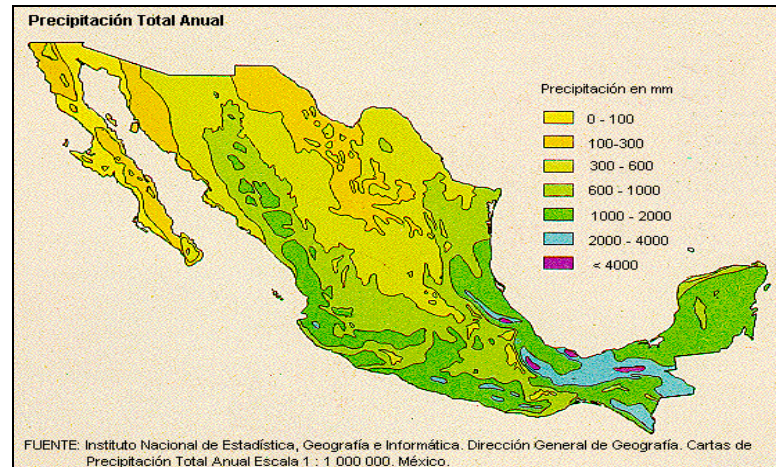 Precipitación Total Anual
Precipitación en mm
0 - 100
100-300
300 - 600
600 - 1000
1000 - 2000
2000 - 4000
< 4000
FUENTE: Instituto Nacional de Estadística, Geografía e Informática. Dirección General de Geografía. Cartas de
Precipitación Total Anual Escala 1 : 1 000 000. México.